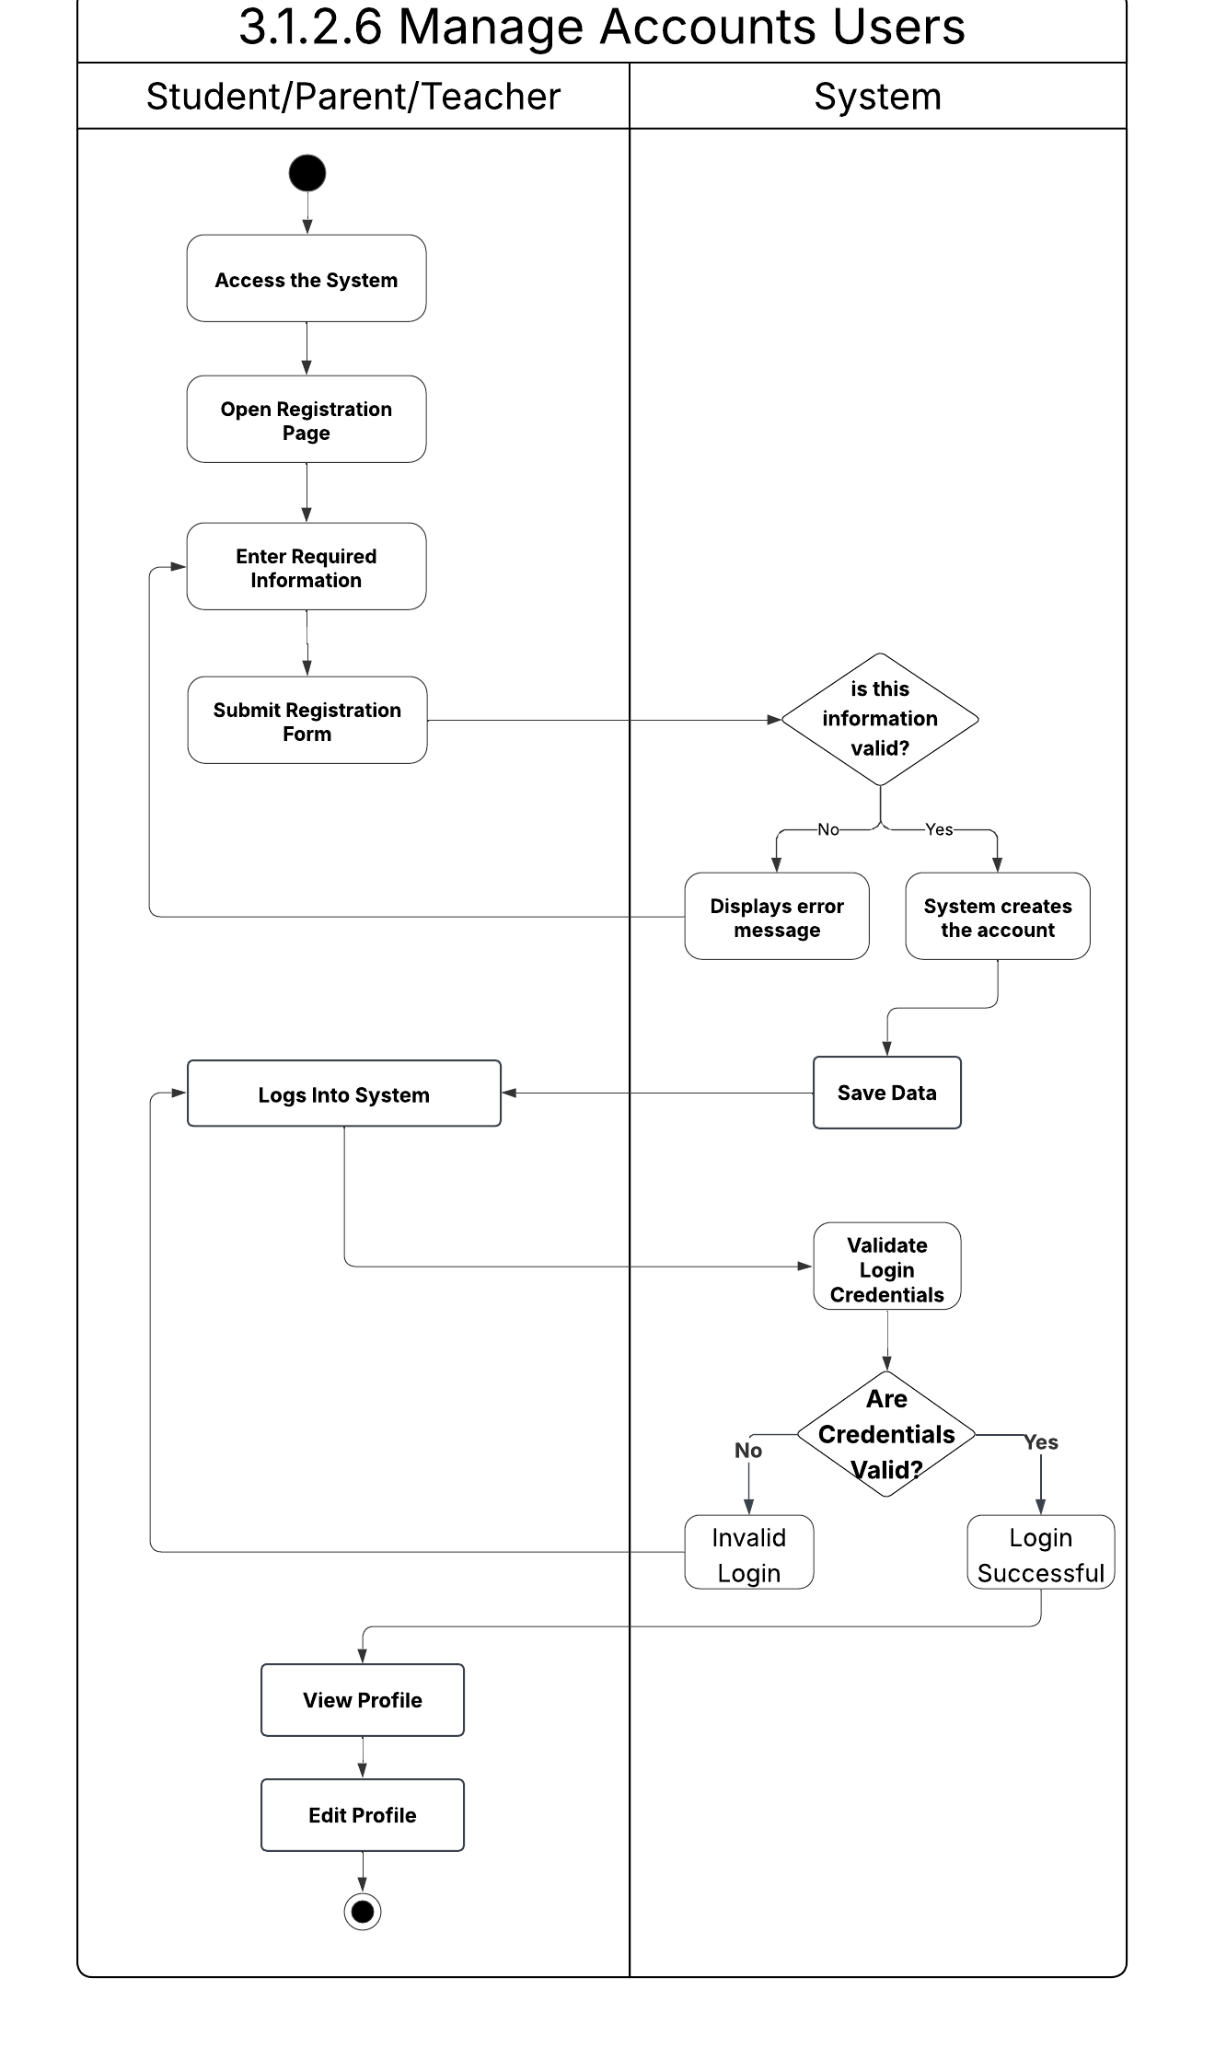 3.1.2.6 Manage Accounts Users
Student/Parent/Teacher
System
Access the System
Open Registration
Page
Enter Required
Information
Submit Registration
Form
is this
information
valid?
No
Yes
Displays error
message
System creates
the account
Logs Into System
Save Data
Validate
Login
Credentials
Are
Credentials
Valid?
No
Yes
Invalid
Login
Login
Successful
View Profile
Edit Profile